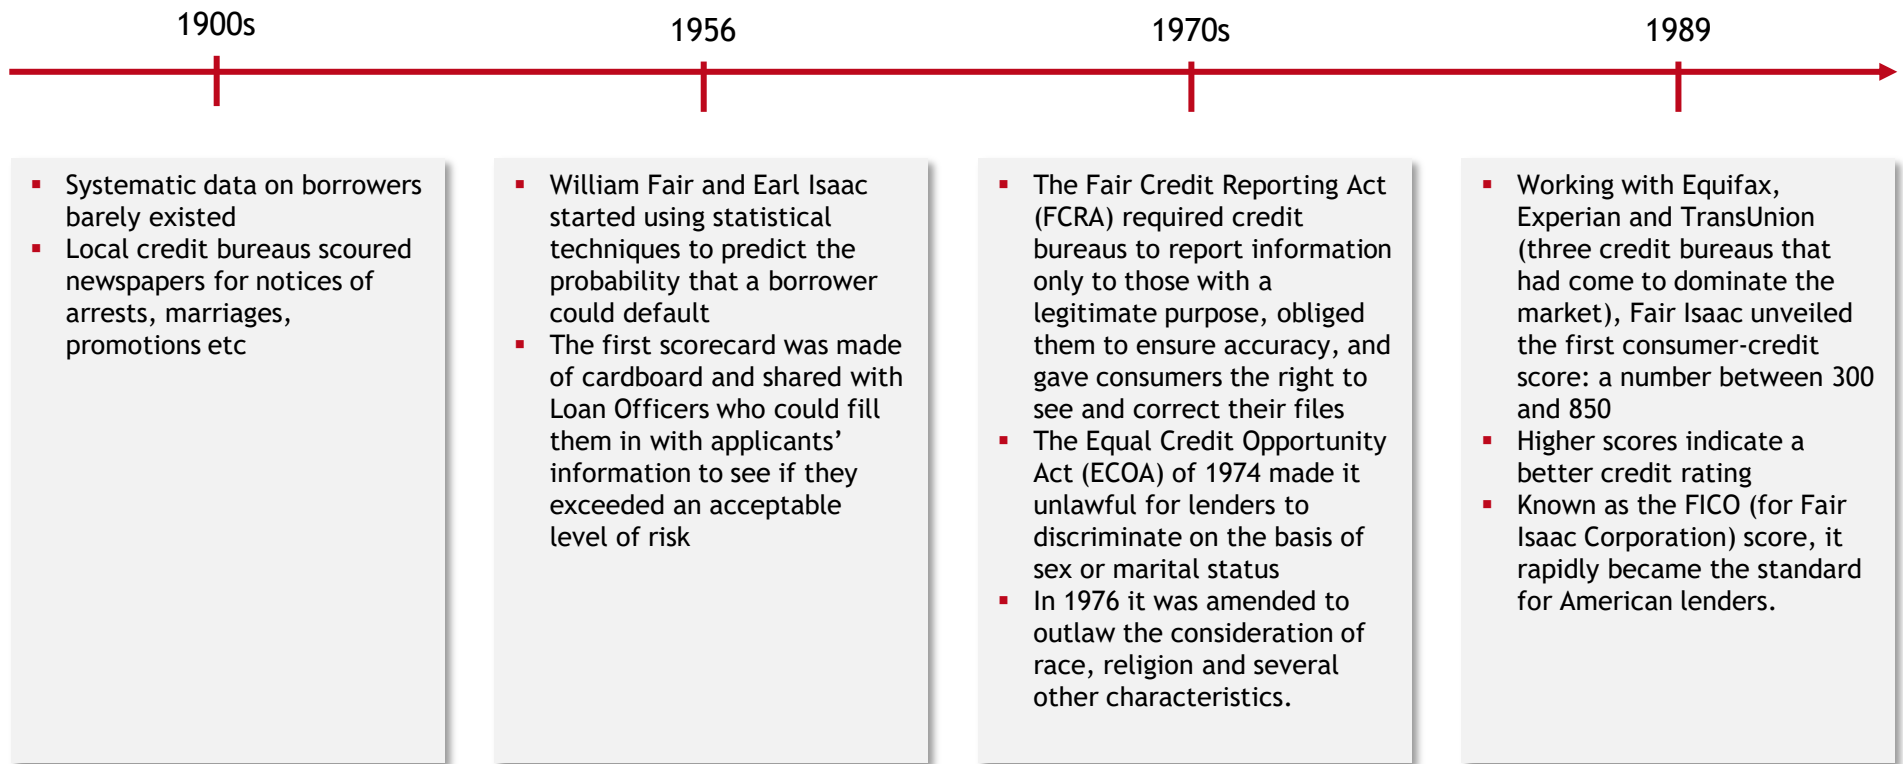 1900s
1956
1970s
1989
▪ Systematic data on borrowers
barely existed
▪ Local credit bureaus scoured
newspapers for notices of
arrests, marriages,
promotions etc
▪ William Fair and Earl Isaac
started using statistical
techniques to predict the
probability that a borrower
could default
▪ The first scorecard was made
of cardboard and shared with
Loan Officers who could fill
them in with applicants’
information to see if they
exceeded an acceptable
level of risk
▪ The Fair Credit Reporting Act
(FCRA) required credit
bureaus to report information
only to those with a
legitimate purpose, obliged
them to ensure accuracy, and
gave consumers the right to
see and correct their files
▪ The Equal Credit Opportunity
Act (ECOA) of 1974 made it
unlawful for lenders to
discriminate on the basis of
sex or marital status
▪ In 1976 it was amended to
outlaw the consideration of
race, religion and several
other characteristics.
▪ Working with Equifax,
Experian and TransUnion
(three credit bureaus that
had come to dominate the
market), Fair Isaac unveiled
the first consumer-credit
score: a number between 300
and 850
▪ Higher scores indicate a
better credit rating
▪ Known as the FICO (for Fair
Isaac Corporation) score, it
rapidly became the standard
for American lenders.